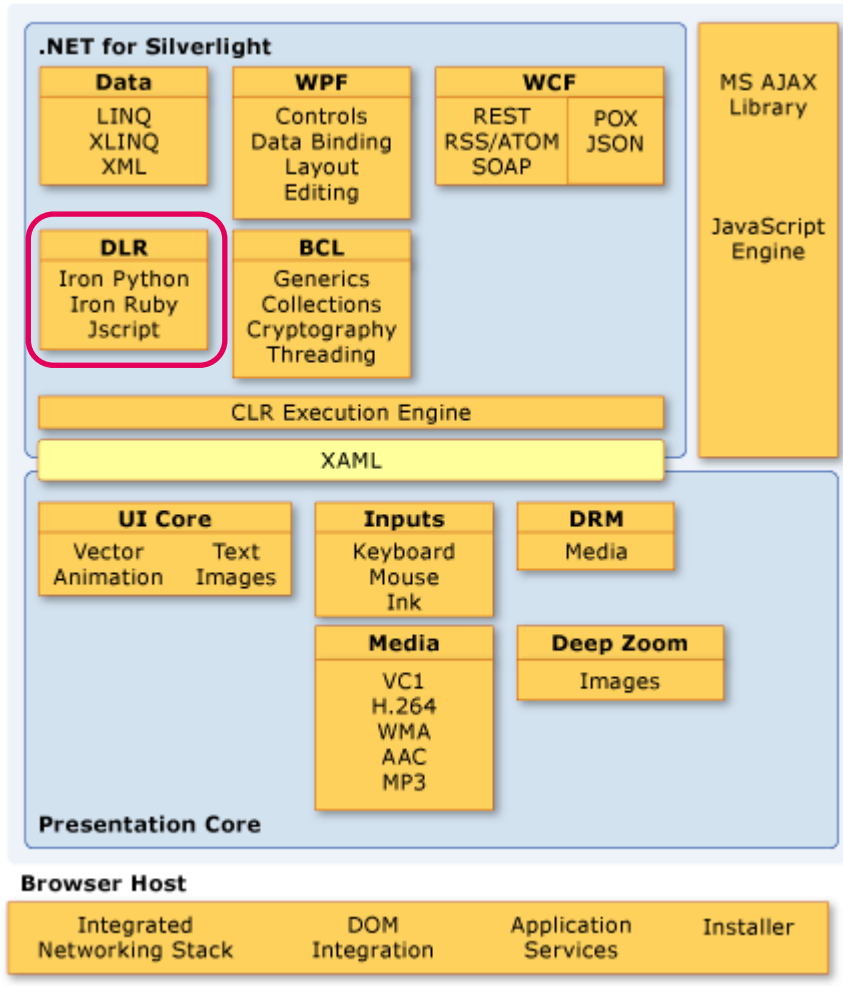 .NET for Silverlight
Data
LINQ
XLINQ
XML
WPF
Controls
Data Binding
Layout
Editing
WCF
REST
RSS/ATOM
SOAP
POX
JSON
MS AJAX
Library
JavaScript
Engine
DLR
Iron Python
Iron Ruby
Jscript
BCL
Generics
Collections
Cryptography
Threading
CLR Execution Engine
XAML
UI Core
Vector Text
Animation Images
Inputs
Keyboard
Mouse
Ink
DRM
Media
Media
VC1
H.264
WMA
AAC
MP3
Deep Zoom
Images
Presentation Core
Browser Host
Integrated
Networking Stack
DOM
Integration
Application
Services
Installer